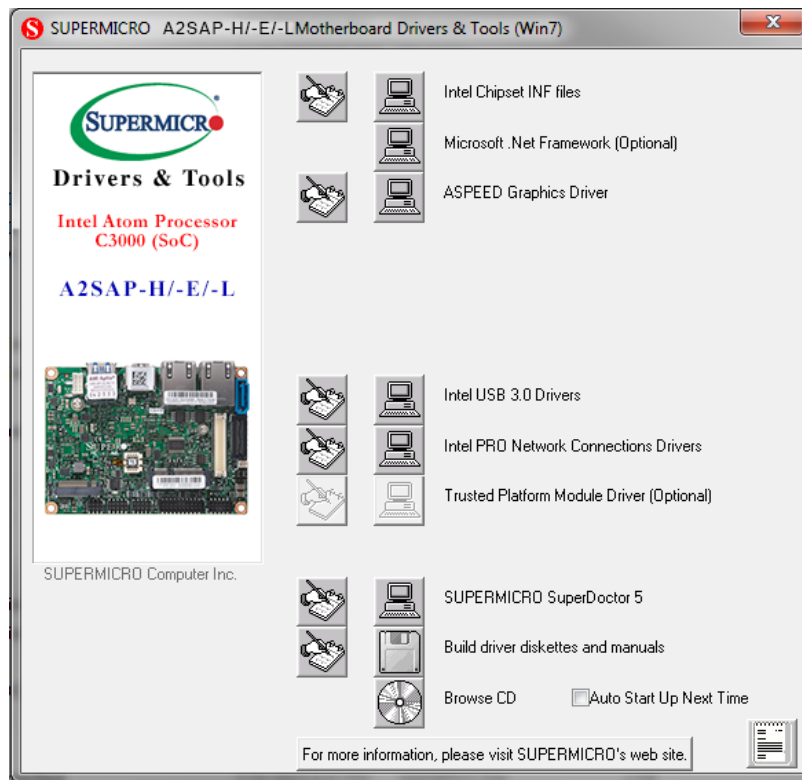 SUPERMICRO A2SAP-H/-E/-LMotherboard Drivers & Tools (Win7)
SUPERMICR
Drivers & Tools
Intel Atom Processor
C3000 (SoC)
A2SAP-H/-E/-L
SUPERMICRO Computer Inc.
Intel Chipset INF files
Microsoft .Net Framework (Optional)
ASPEED Graphics Driver
Intel USB 3.0 Drivers
Intel PRO Network Connections Drivers
Trusted Platform Module Driver (Optional)
SUPERMICRO SuperDoctor 5
Build driver diskettes and manuals
Browse CD
Auto Start Up Next Time
For more information, please visit SUPERMICRO's web site.